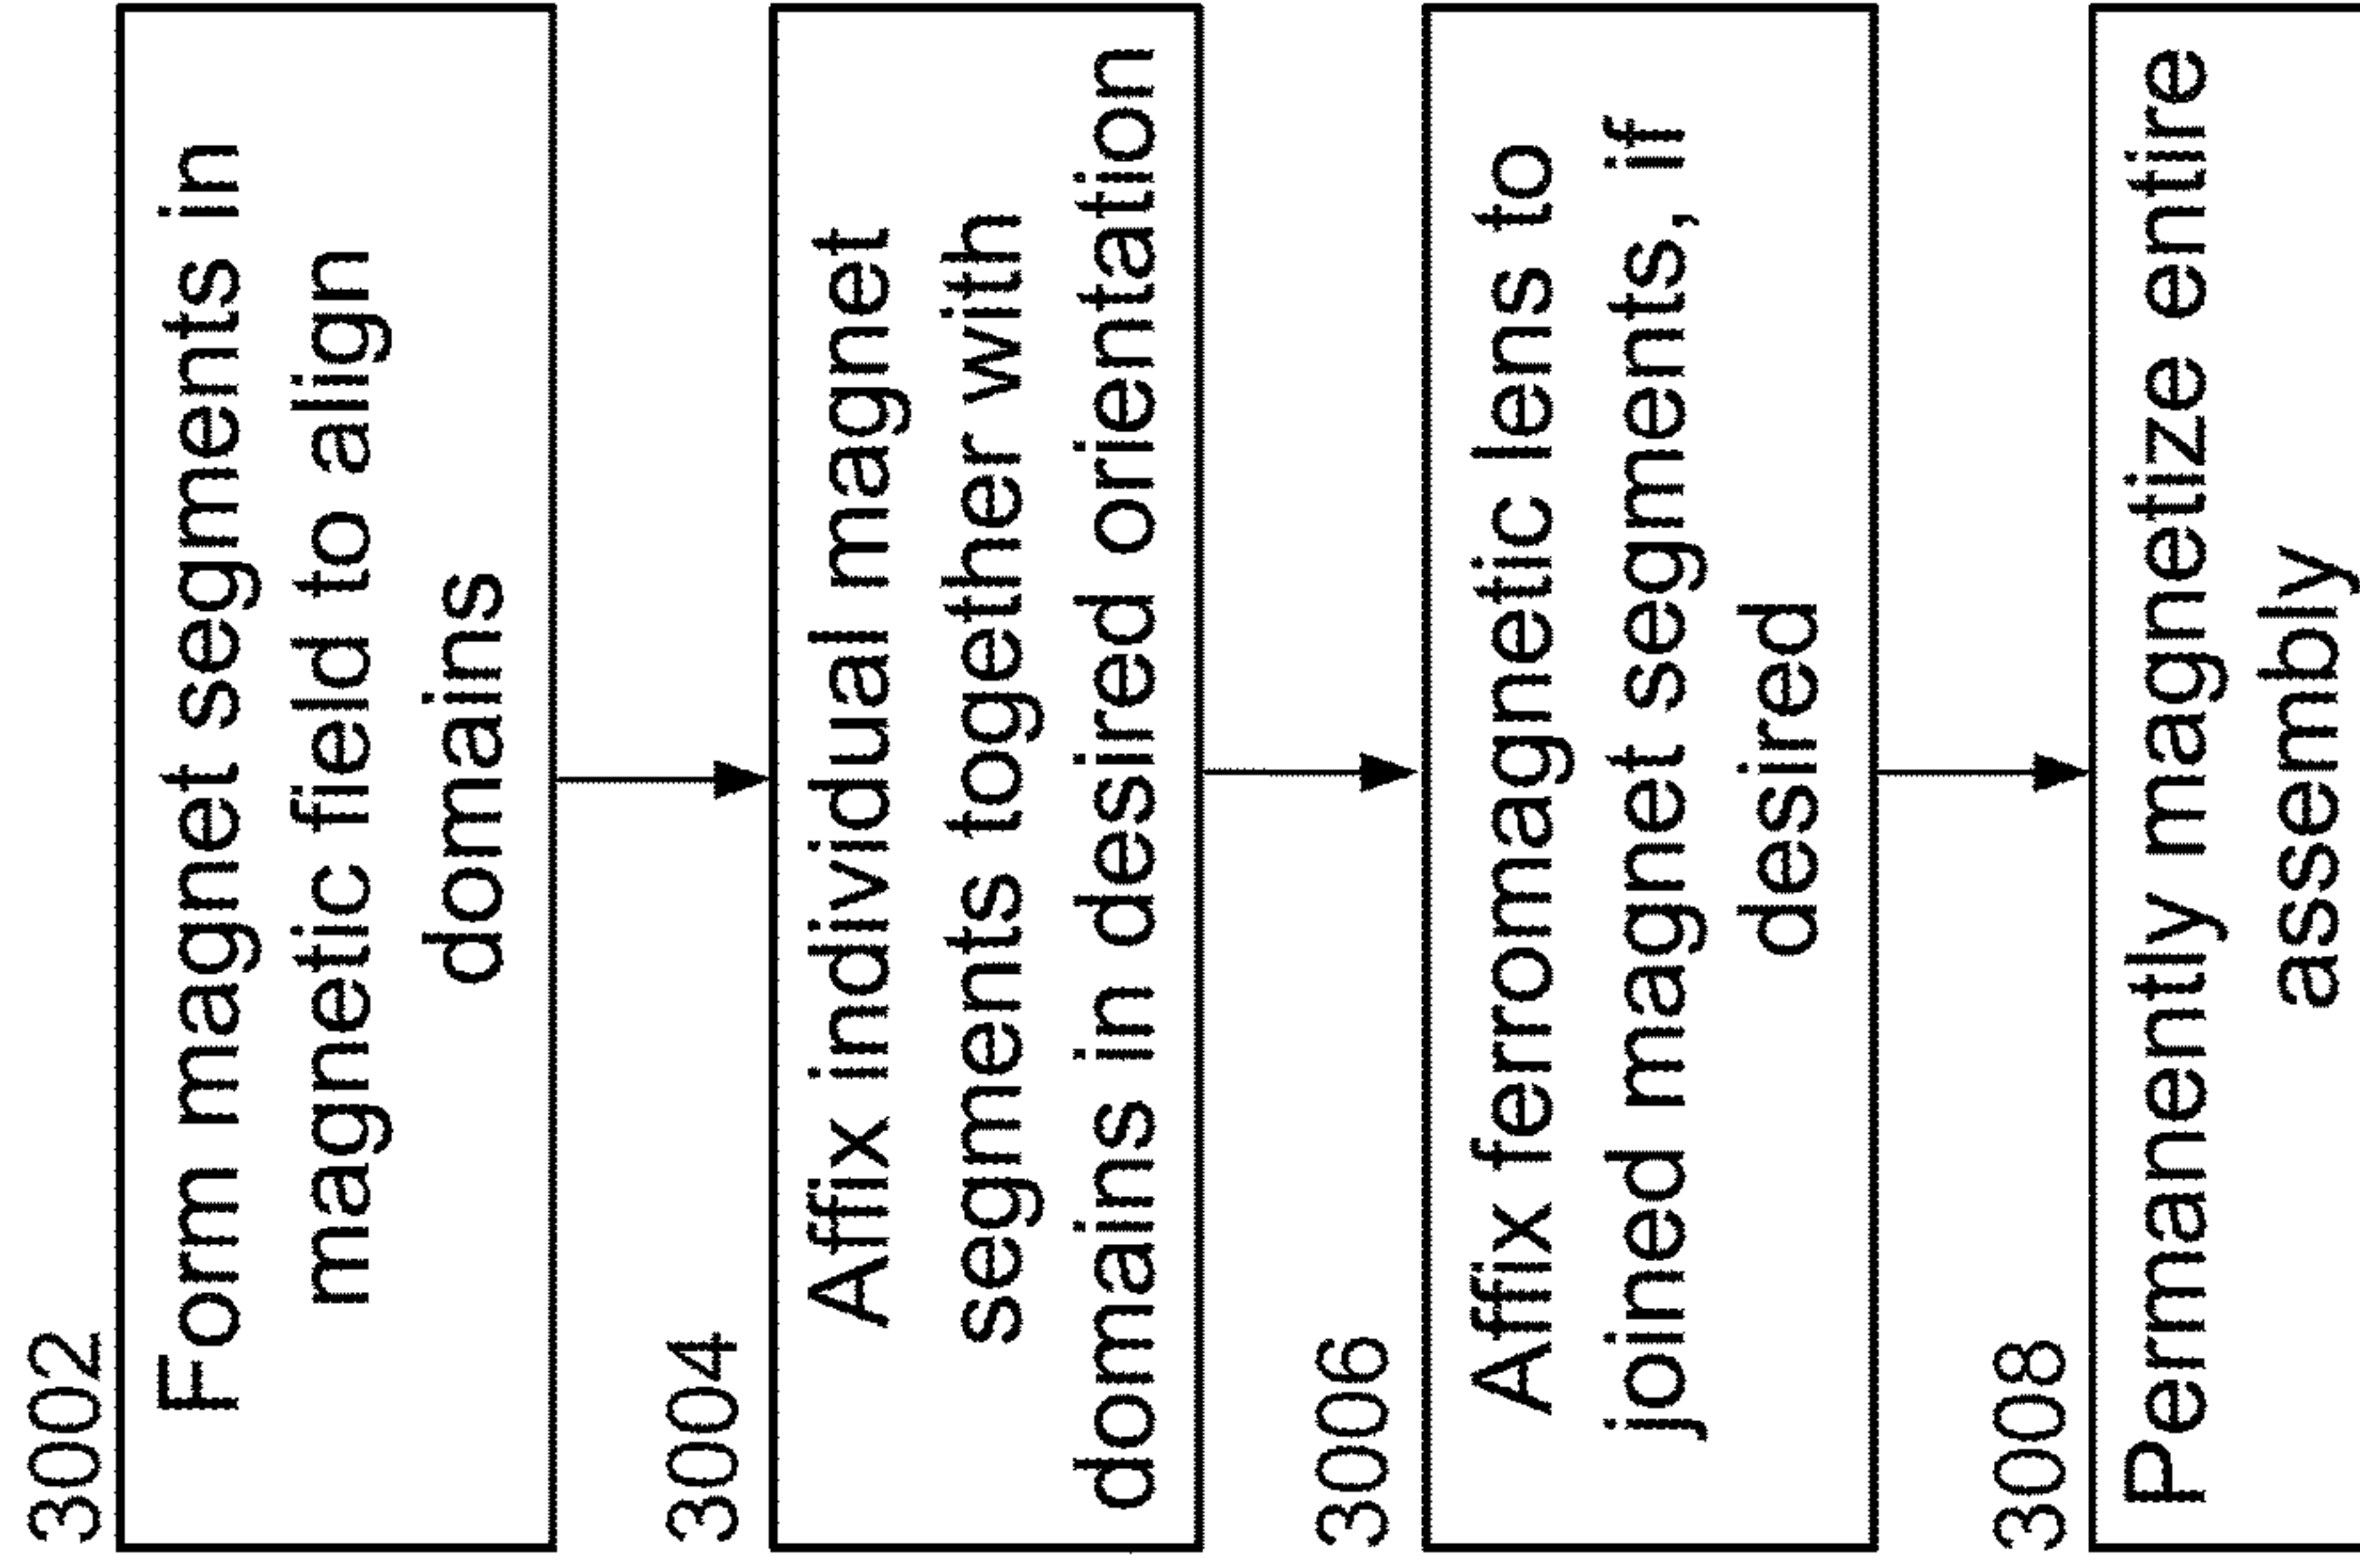 3002
Form magnet segments in
magnetic field to align
domains
3004
Affix individual magnet
segments together with
domains in desired orientation
3006
Affix ferromagnetic lens to
joined magnet segments, if
desired
3008
Permanently magnetize entire
assembly